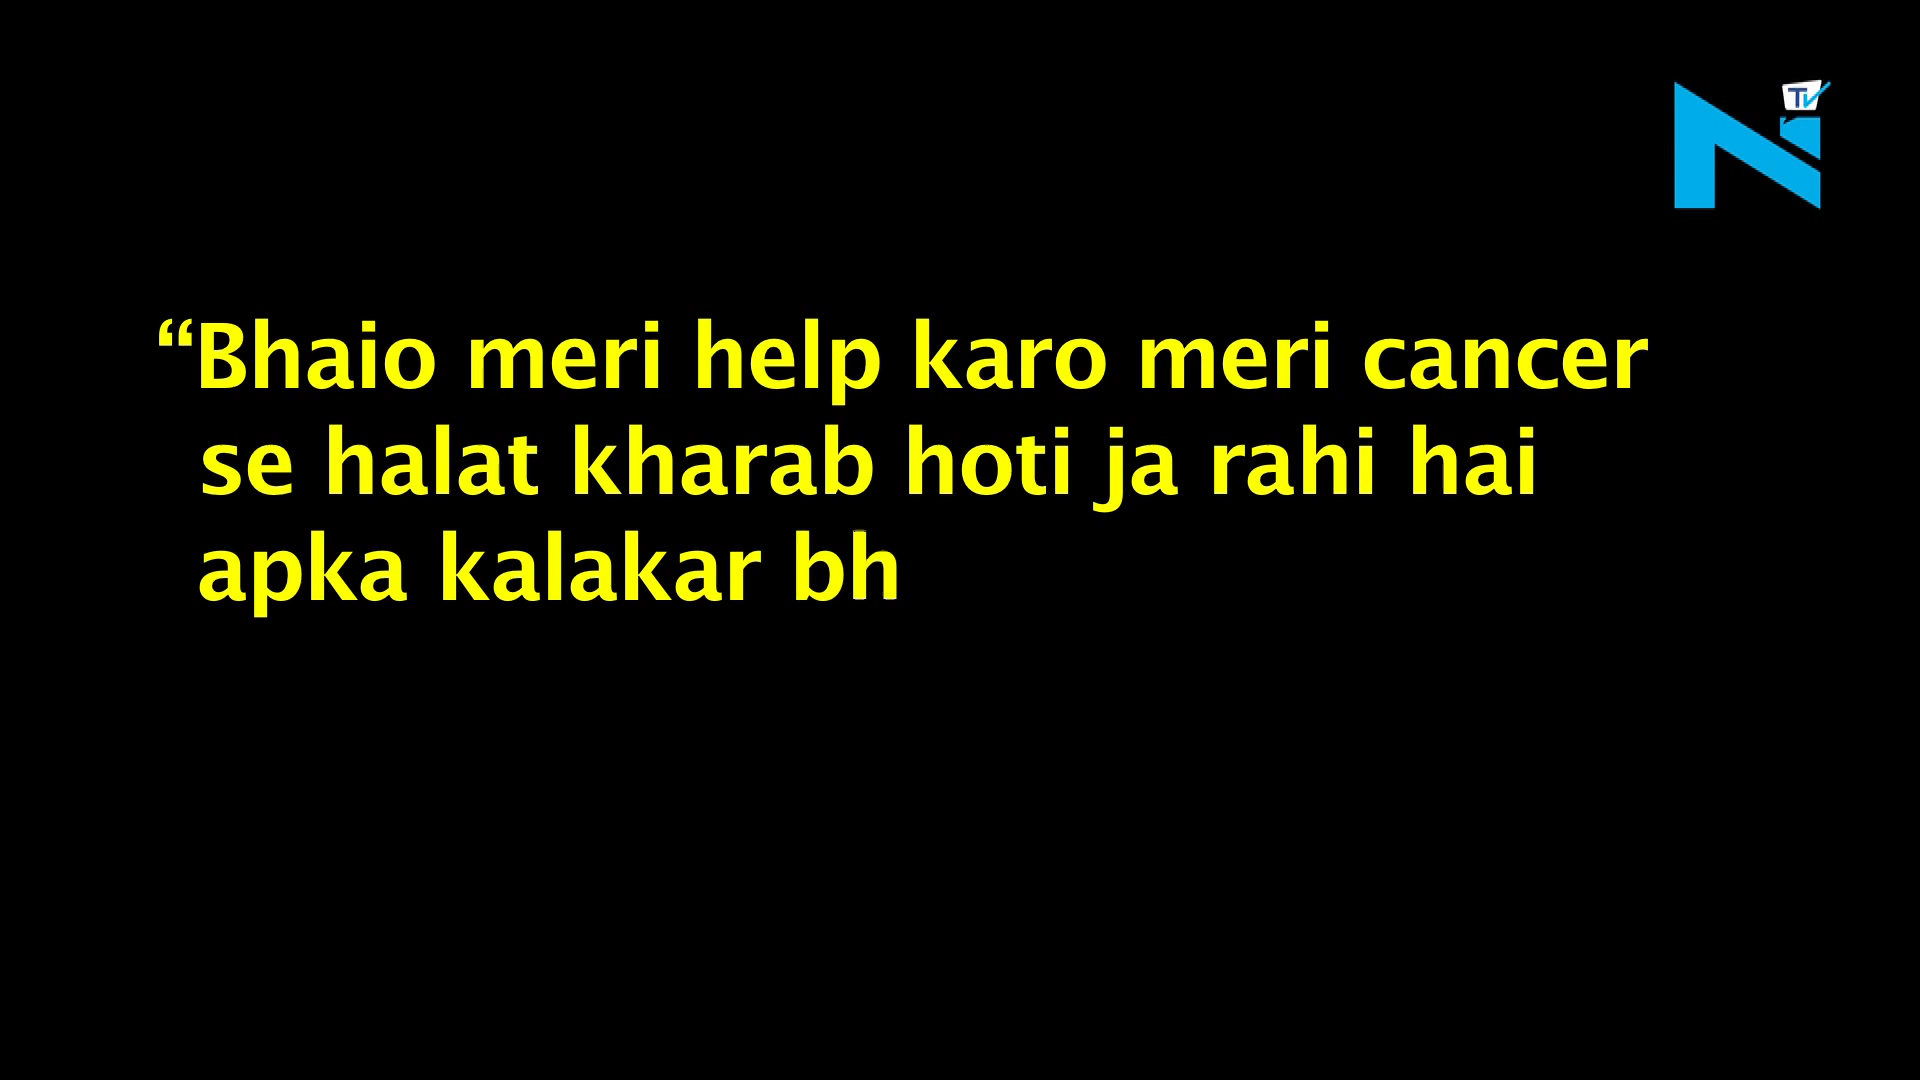 TV
“Bhaio meri help karo meri cancer
se halat kharab hoti ja rahi hai
apka kalakar bh